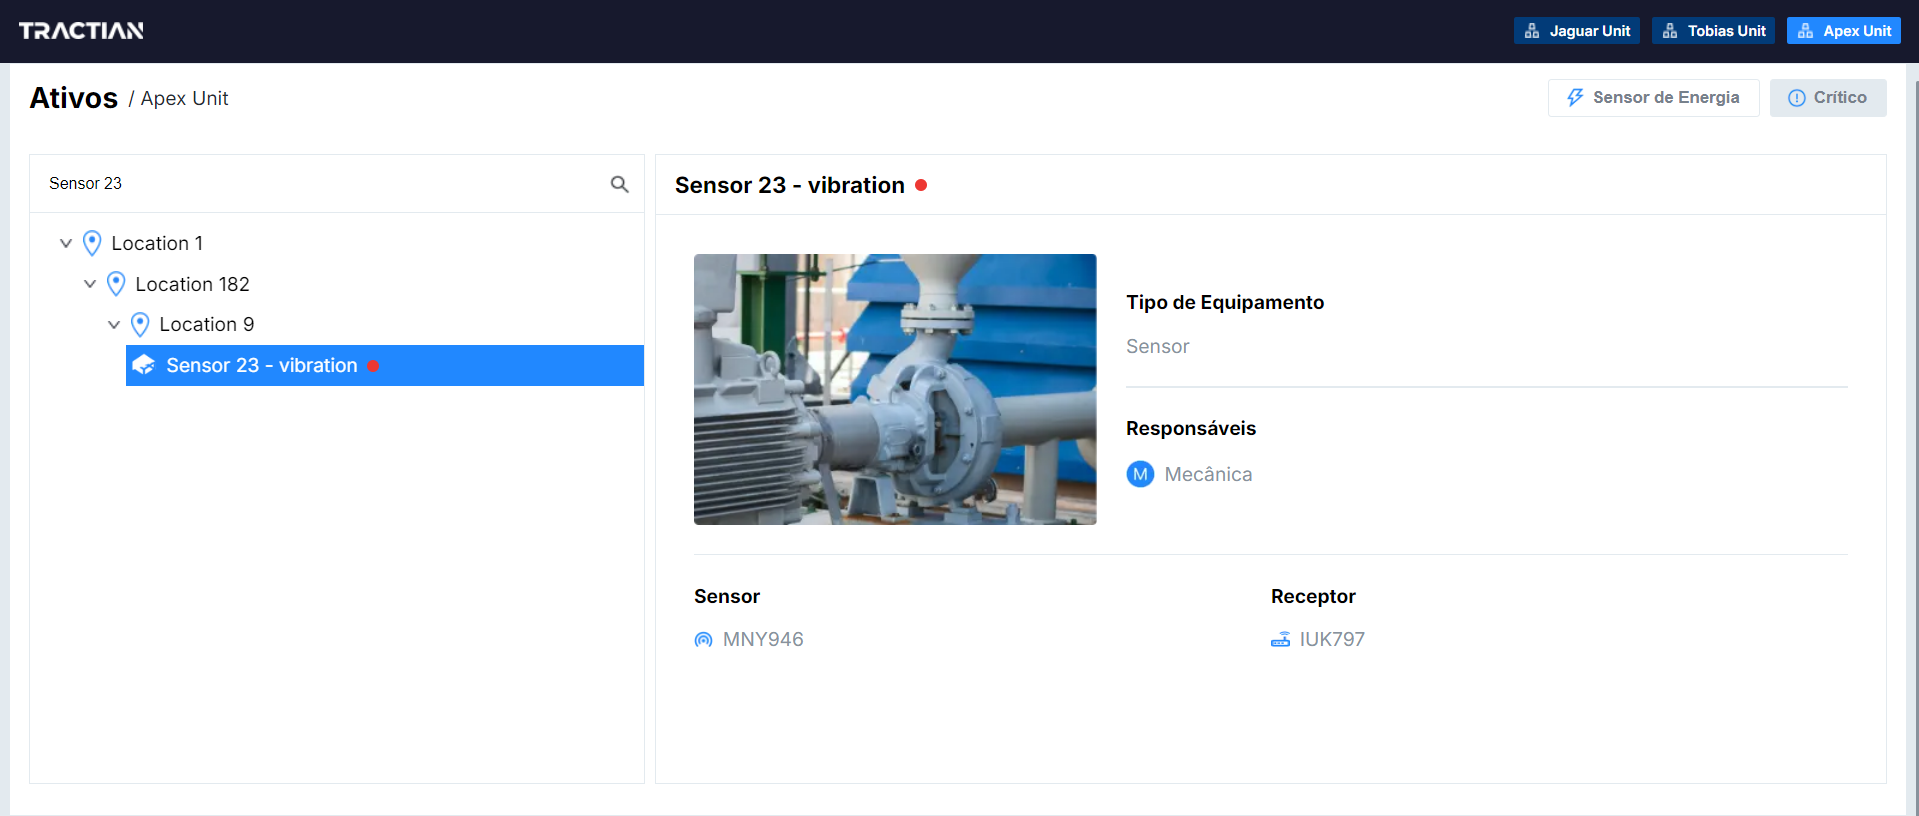 TRACTIAN
Jaguar Unit
Tobias Unit
Apex Unit
Ativos / Apex Unit
Sensor de Energia
Crítico
Sensor 23
Location 1
Location 182
Location 9
Sensor 23 - vibration
Sensor 23 - vibration
Tipo de Equipamento
Sensor
Responsáveis
M Mecânica
Sensor
MNY946
Receptor
IUK797